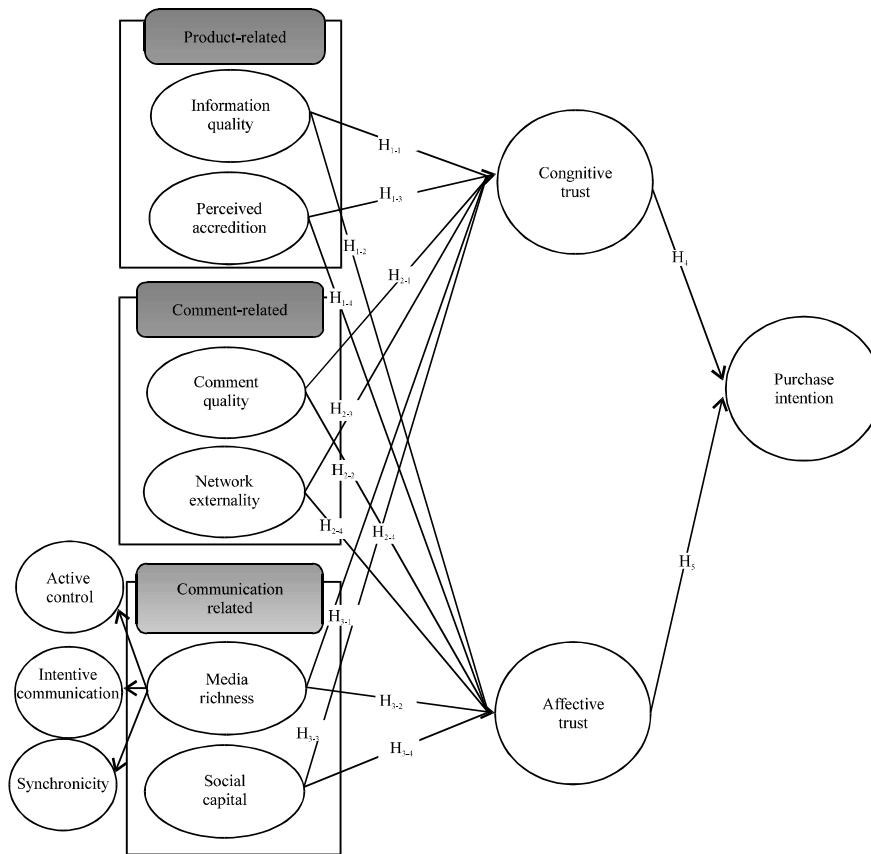 Product-related
Information
quality
Perceived
accredition
H1-1
H1-3
H1-2
H1-4
Congnitive
trust
Comment-related
Comment
quality
Network
externality
H2-1
H2-3
H2-2
H2-4
H2-4
H4
Purchase
intention
H5
Communication
related
Media
richness
Social
capital
Active
control
Intentive
communication
Synchronicity
H3-1
H3-2
H3-3
H3-4
Affective
trust